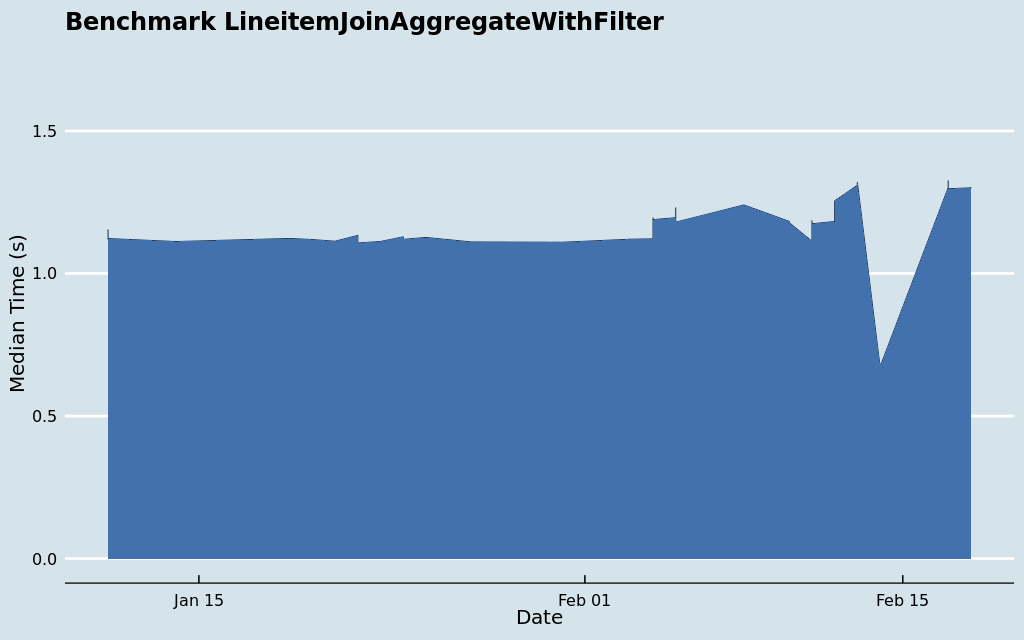 Benchmark LineitemJoinAggregateWithFilter
1.5
1.0
0.5
0.0
Median Time (s)
Jan 15
Feb 01
Feb 15
Date